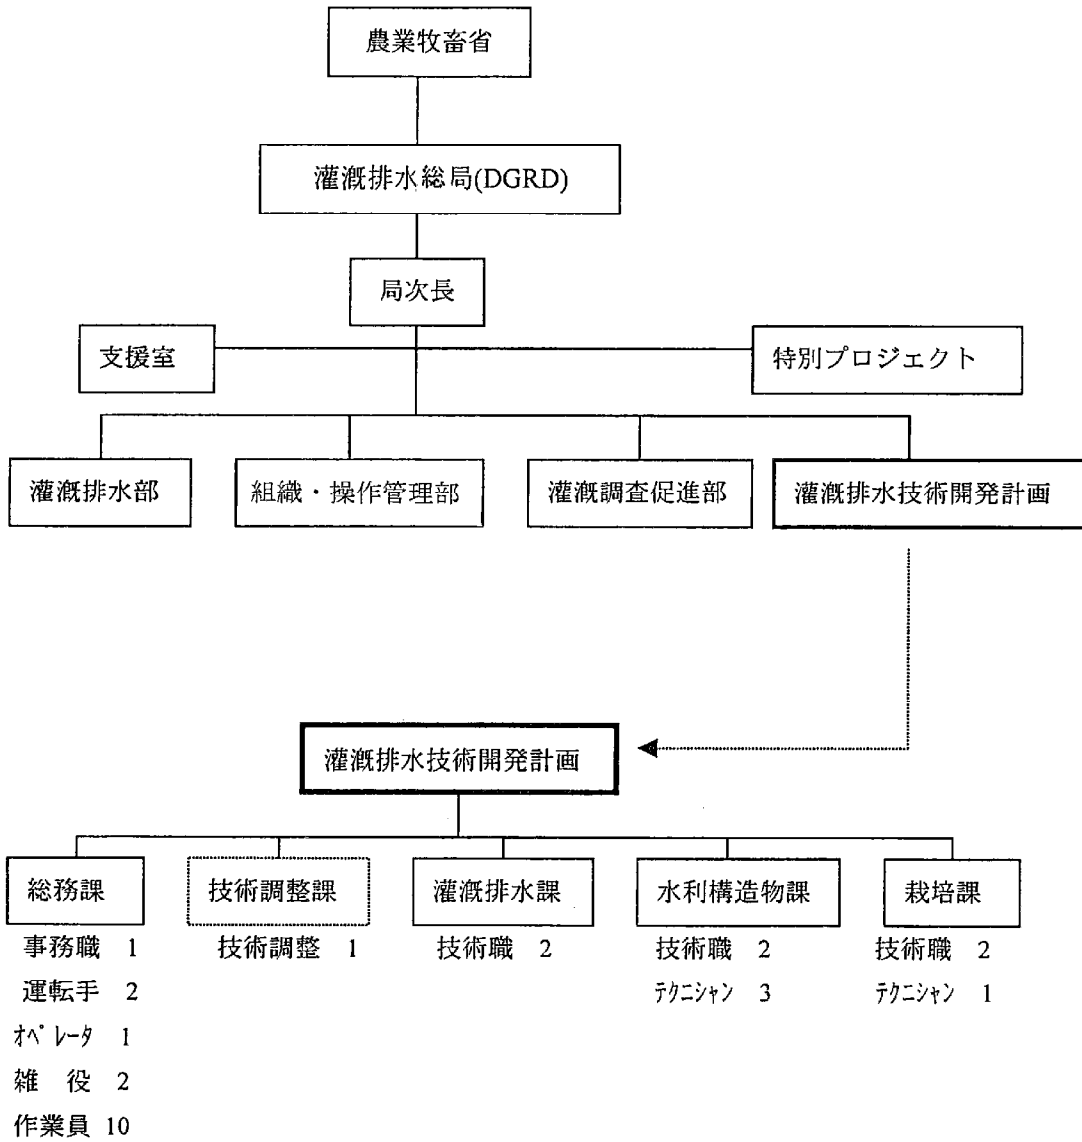 農業牧畜省
灌漑排水総局(DGRD)
局次長
支援室
特別プロジェクト
灌漑排水部
組織・操作管理部
灌漑調査促進部
灌漑排水技術開発計画
灌漑排水技術開発計画
総務課
技術調整課
灌漑排水課
水利構造物課
栽培課
事務職 1
技術調整 1
技術職 2
技術職 2
技術職 2
運転手 2
ﾃｸﾆｼｬﾝ 3
ﾃｸﾆｼｬﾝ 1
ｵﾍﾟﾚｰﾀ 1
雑 役 2
作業員 10